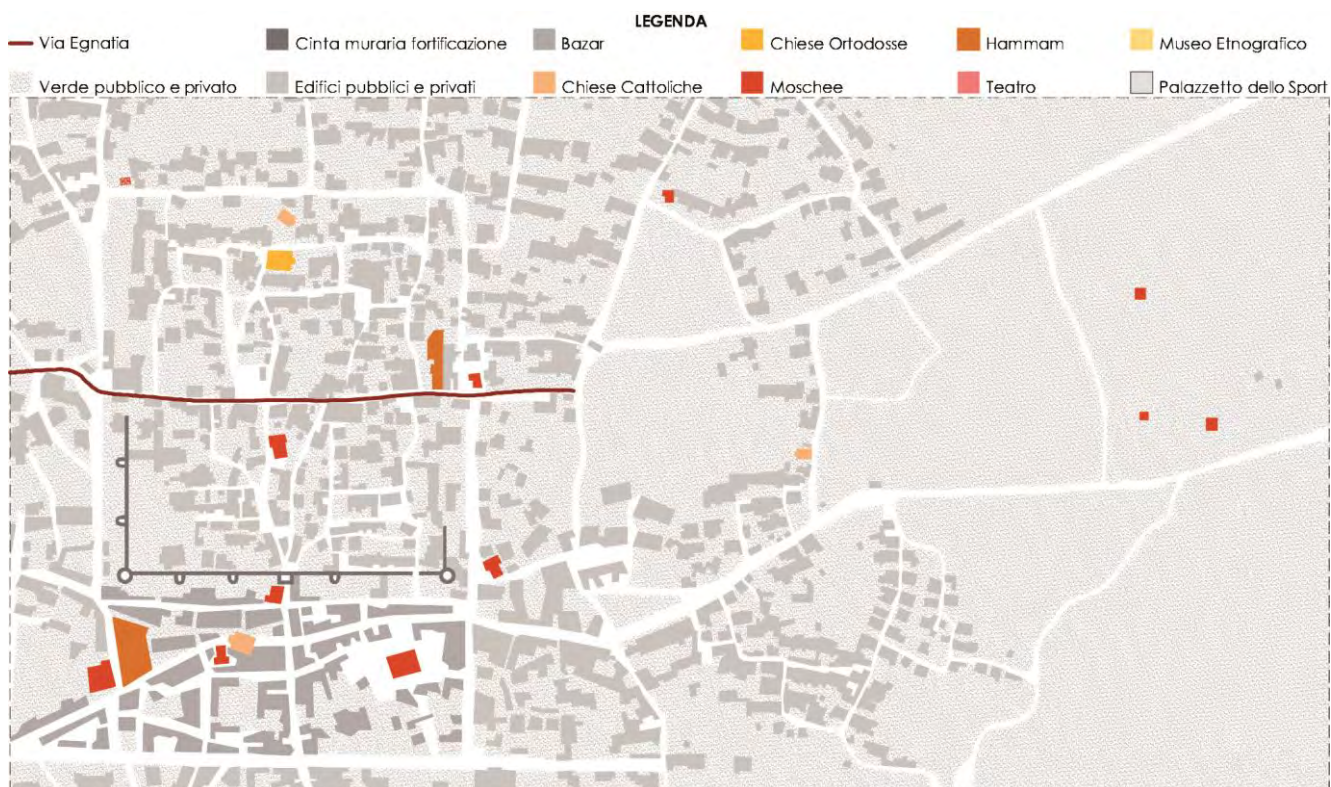 LEGENDA
Via Egnatia Cinta muraria fortificazione Bazar Chiese Ortodosse Hammam Museo Etnografico
Verde pubblico e privato Edifici pubblici e privati Chiese Cattoliche Moschee Teatro Palazzetto dello Sport